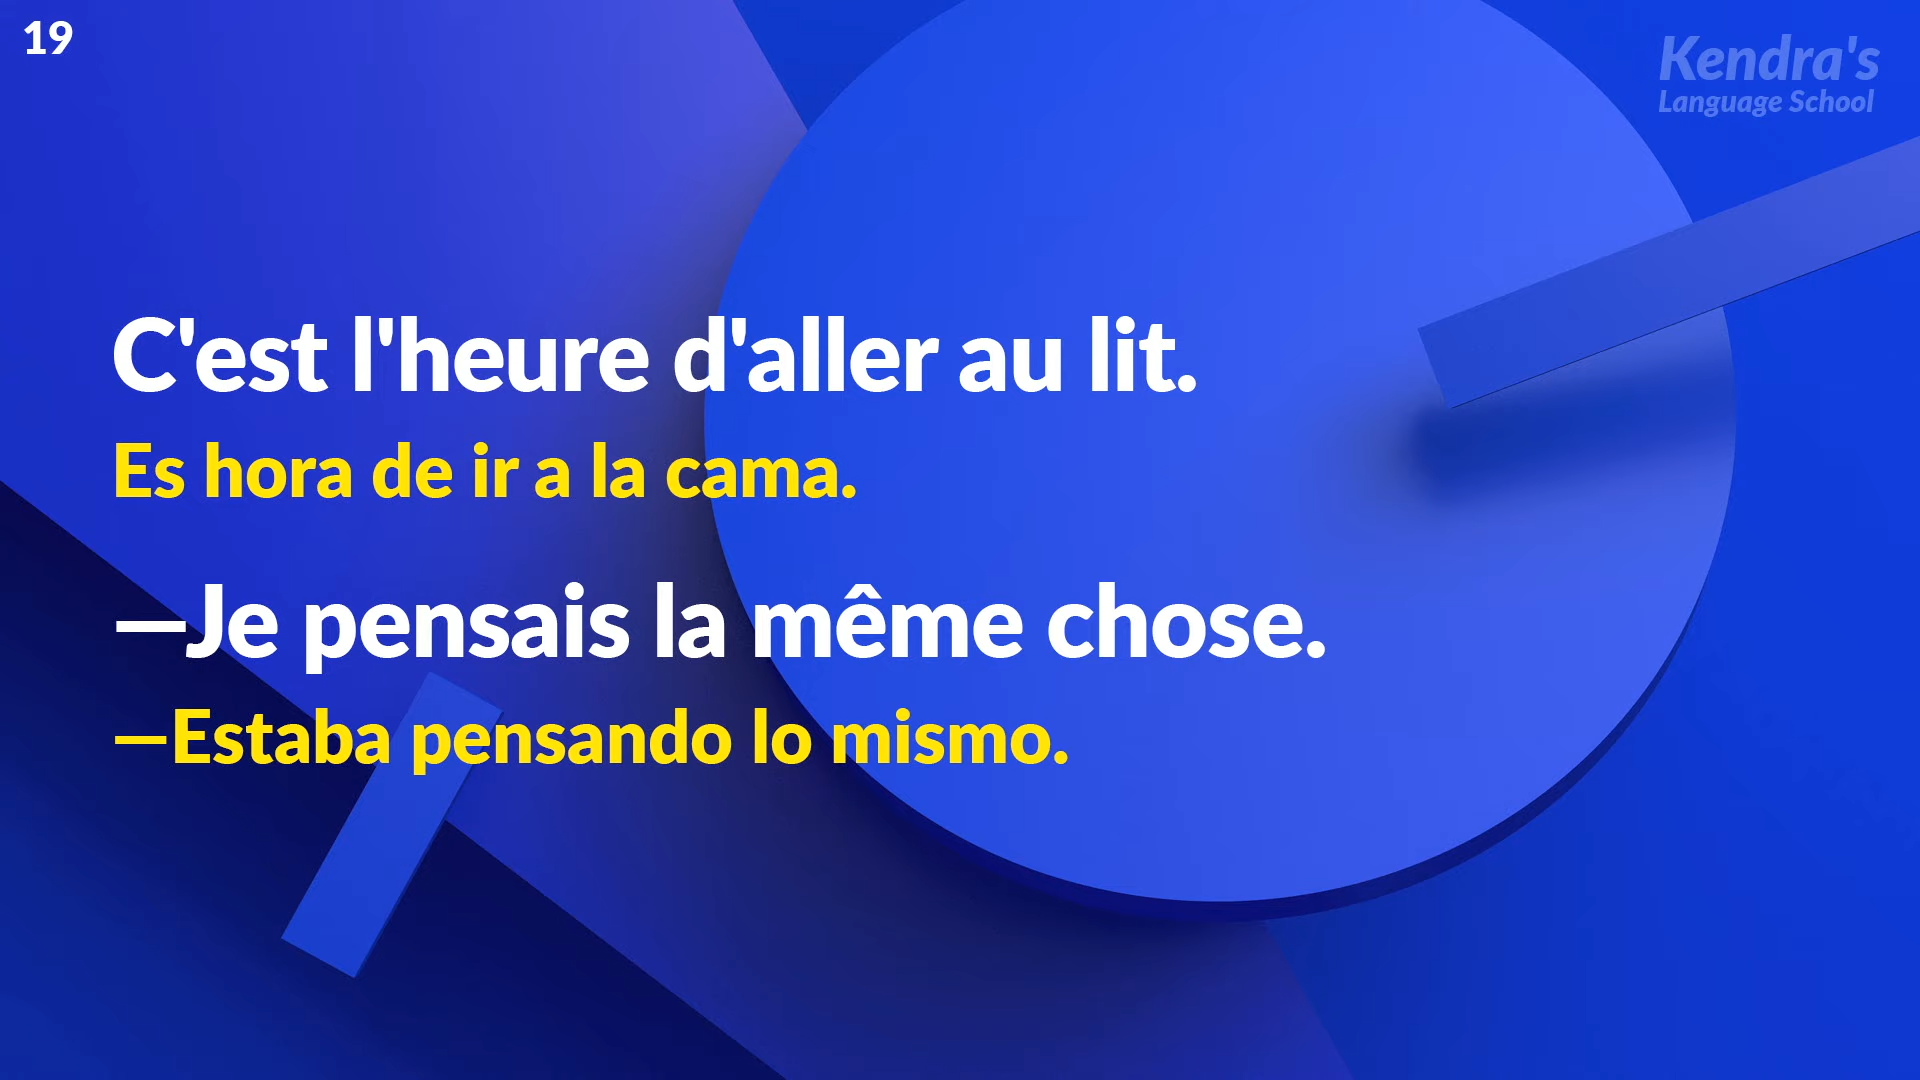 19
Kendra's
Language School
C'est l'heure d'aller au lit.
Es hora de ir a la cama.
—Je pensais la même chose.
—Estaba pensando lo mismo.